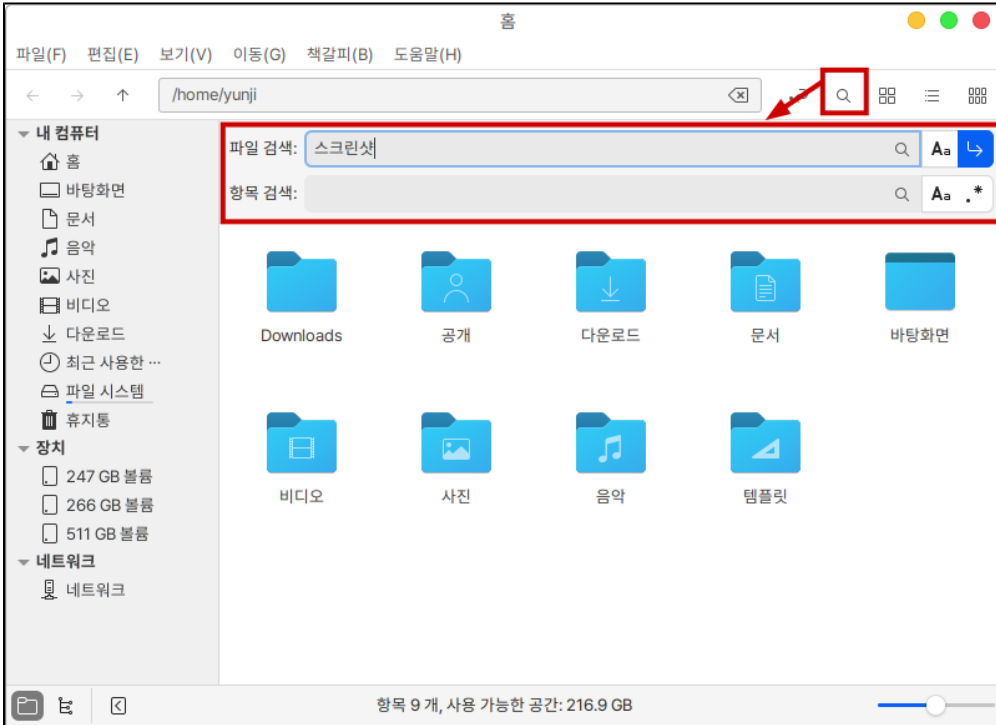 홈
파일(F) 편집(E) 보기(V) 이동(G) 책갈피(B) 도움말(H)
/home/yunji
내 컴퓨터
홈
바탕화면
문서
음악
사진
비디오
다운로드
최근 사용한 ...
파일 시스템
휴지통
장치
247 GB 볼륨
266 GB 볼륨
511 GB 볼륨
네트워크
네트워크
파일 검색: 스크린샷 Aa
항목 검색: Aa .*
Downloads 공개 다운로드 문서 바탕화면
비디오 사진 음악 템플릿
항목 9 개, 사용 가능한 공간: 216.9 GB